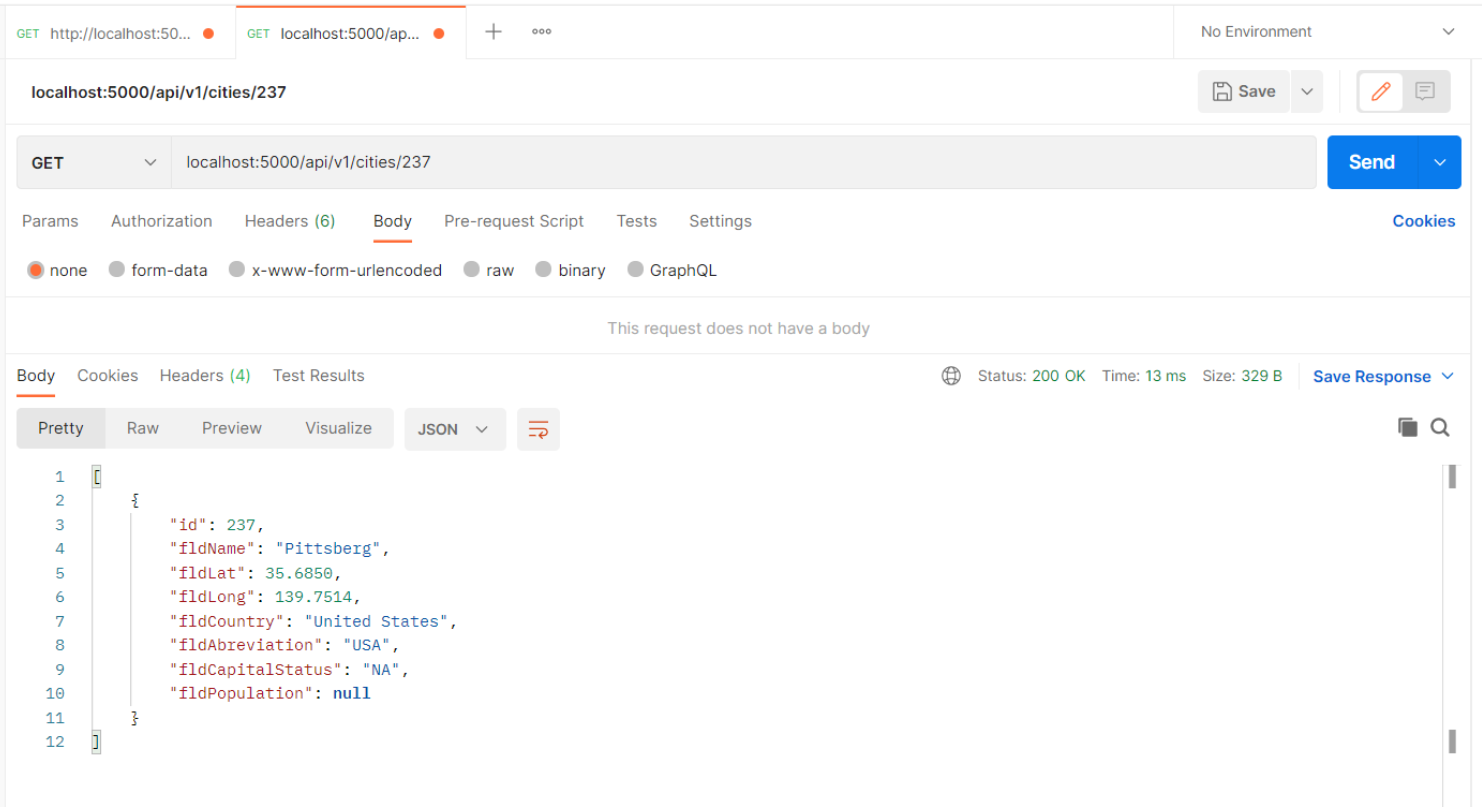 GET http://localhost:50... GET localhost:5000/ap... No Environment
localhost:5000/api/v1/cities/237 Save
GET localhost:5000/api/v1/cities/237 Send
Params Authorization Headers (6) Body Pre-request Script Tests Settings Cookies
none form-data x-www-form-urlencoded raw binary GraphQL
This request does not have a body
Body Cookies Headers (4) Test Results Status: 200 OK Time: 13 ms Size: 329 B Save Response
Pretty Raw Preview Visualize JSON
1 [
2 {
3 "id": 237,
4 "fldName": "Pittsberg",
5 "fldLat": 35.6850,
6 "fldLong": 139.7514,
7 "fldCountry": "United States",
8 "fldAbreviation": "USA",
9 "fldCapitalStatus": "NA",
10 "fldPopulation": null
11 }
12 ]